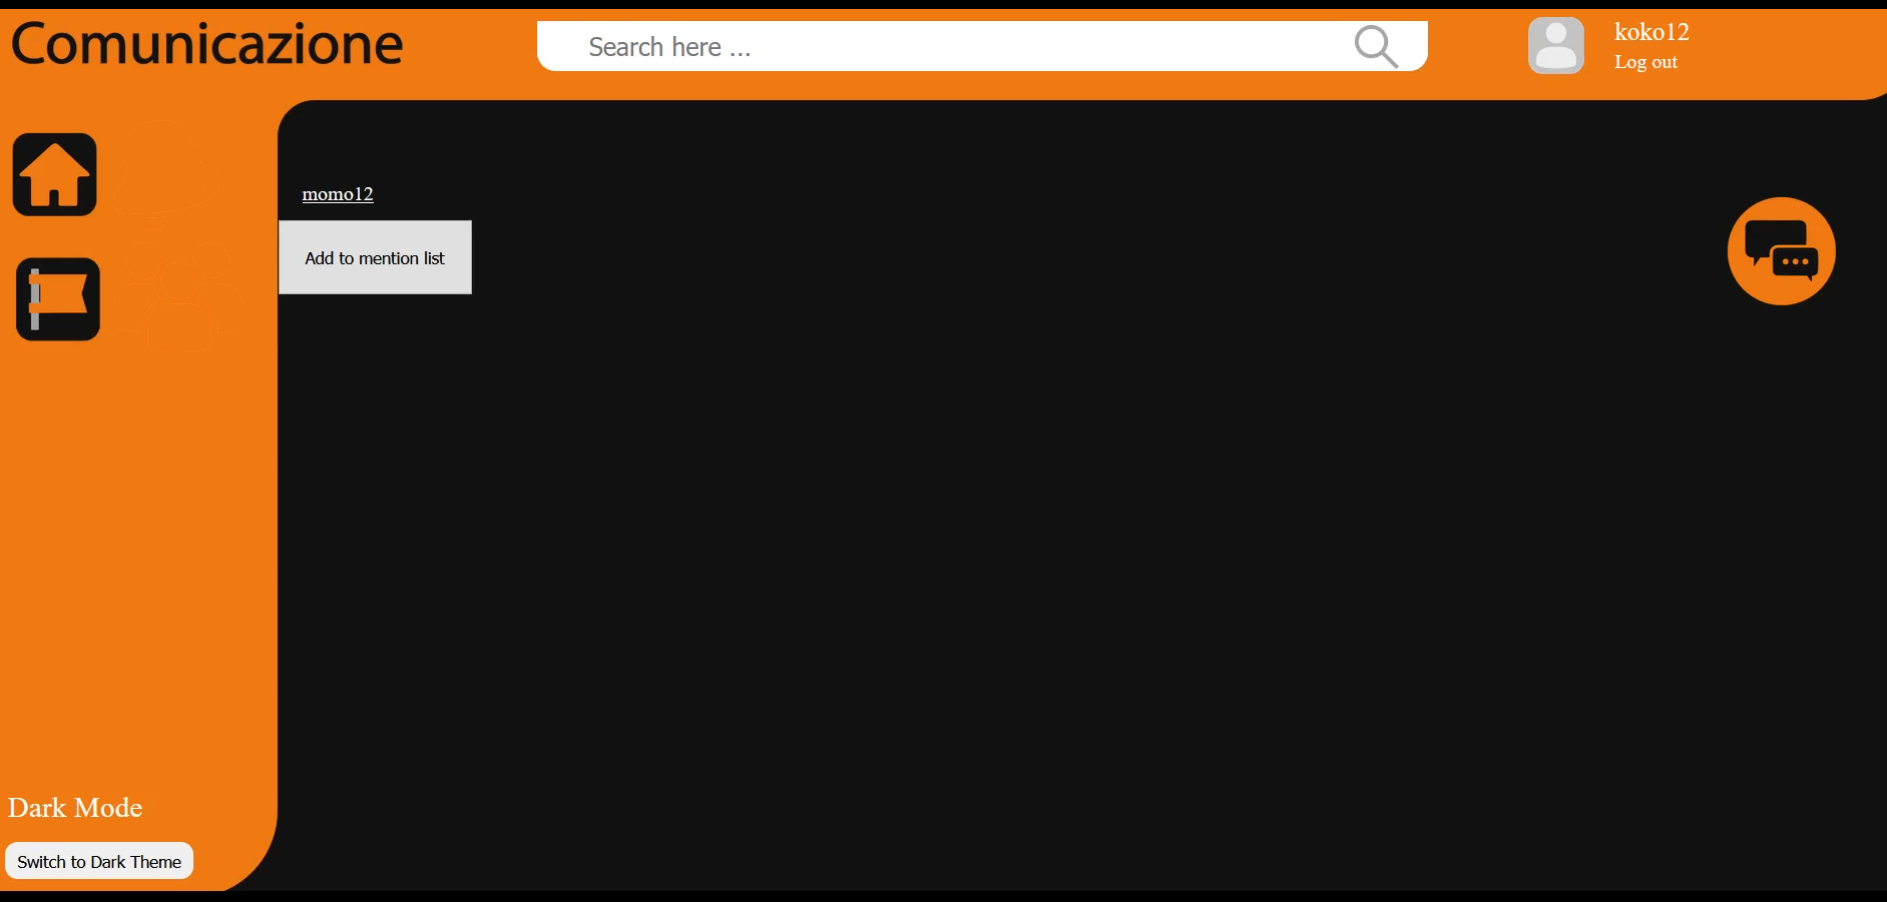 Comunicazione
Search here ...
koko12
Log out
momo12
Add to mention list
Dark Mode
Switch to Dark Theme